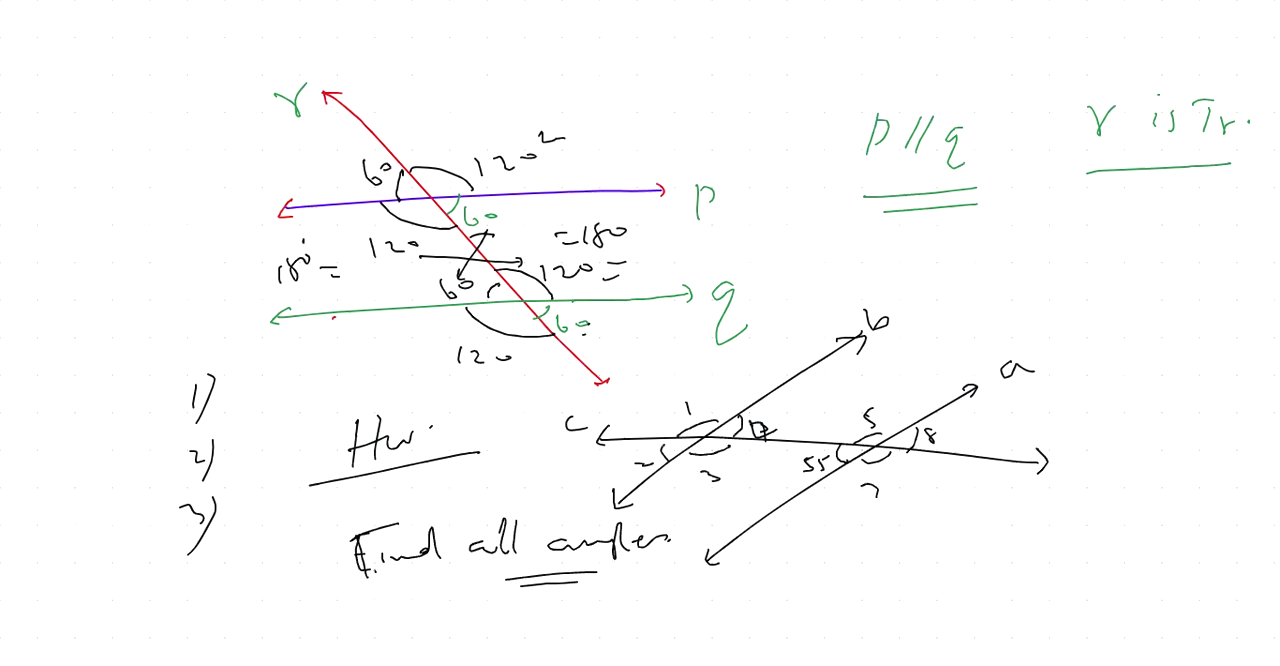 r
p // q
r is Tr.
60
120°
p
60
120
=180
180° =
60
120 =
q
60
120
b
a
c
1
5
8
2
3
55
7
1)
2)
3)
Hw.
Find all angles.